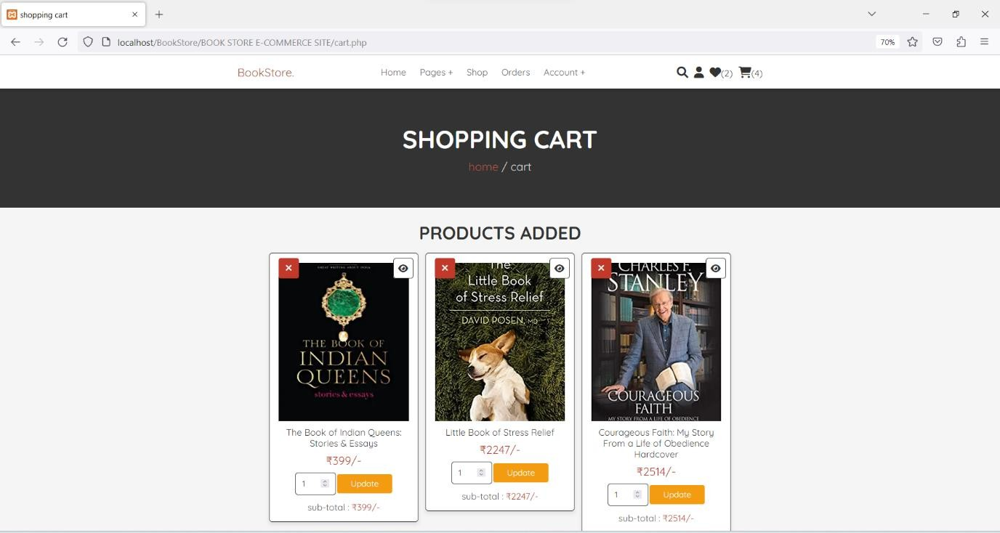 shopping cart
localhost/BookStore/BOOK STORE E-COMMERCE SITE/cart.php
70%
BookStore.
Home Pages + Shop Orders Account +
(2) (4)
SHOPPING CART
home / cart
PRODUCTS ADDED
GREAT WRITING ABOUT INDIA
THE BOOK OF
INDIAN
QUEENS
stories & essays
The Book of Indian Queens:
Stories & Essays
₹399/-
1 Update
sub-total : ₹399/-
The
Little Book
of Stress Relief
DAVID POSEN, MD
Little Book of Stress Relief
₹2247/-
1 Update
sub-total : ₹2247/-
CHARLES F.
STANLEY
COURAGEOUS
FAITH
MY STORY FROM A LIFE OF OBEDIENCE
Courageous Faith: My Story
From a Life of Obedience
Hardcover
₹2514/-
1 Update
sub-total : ₹2514/-